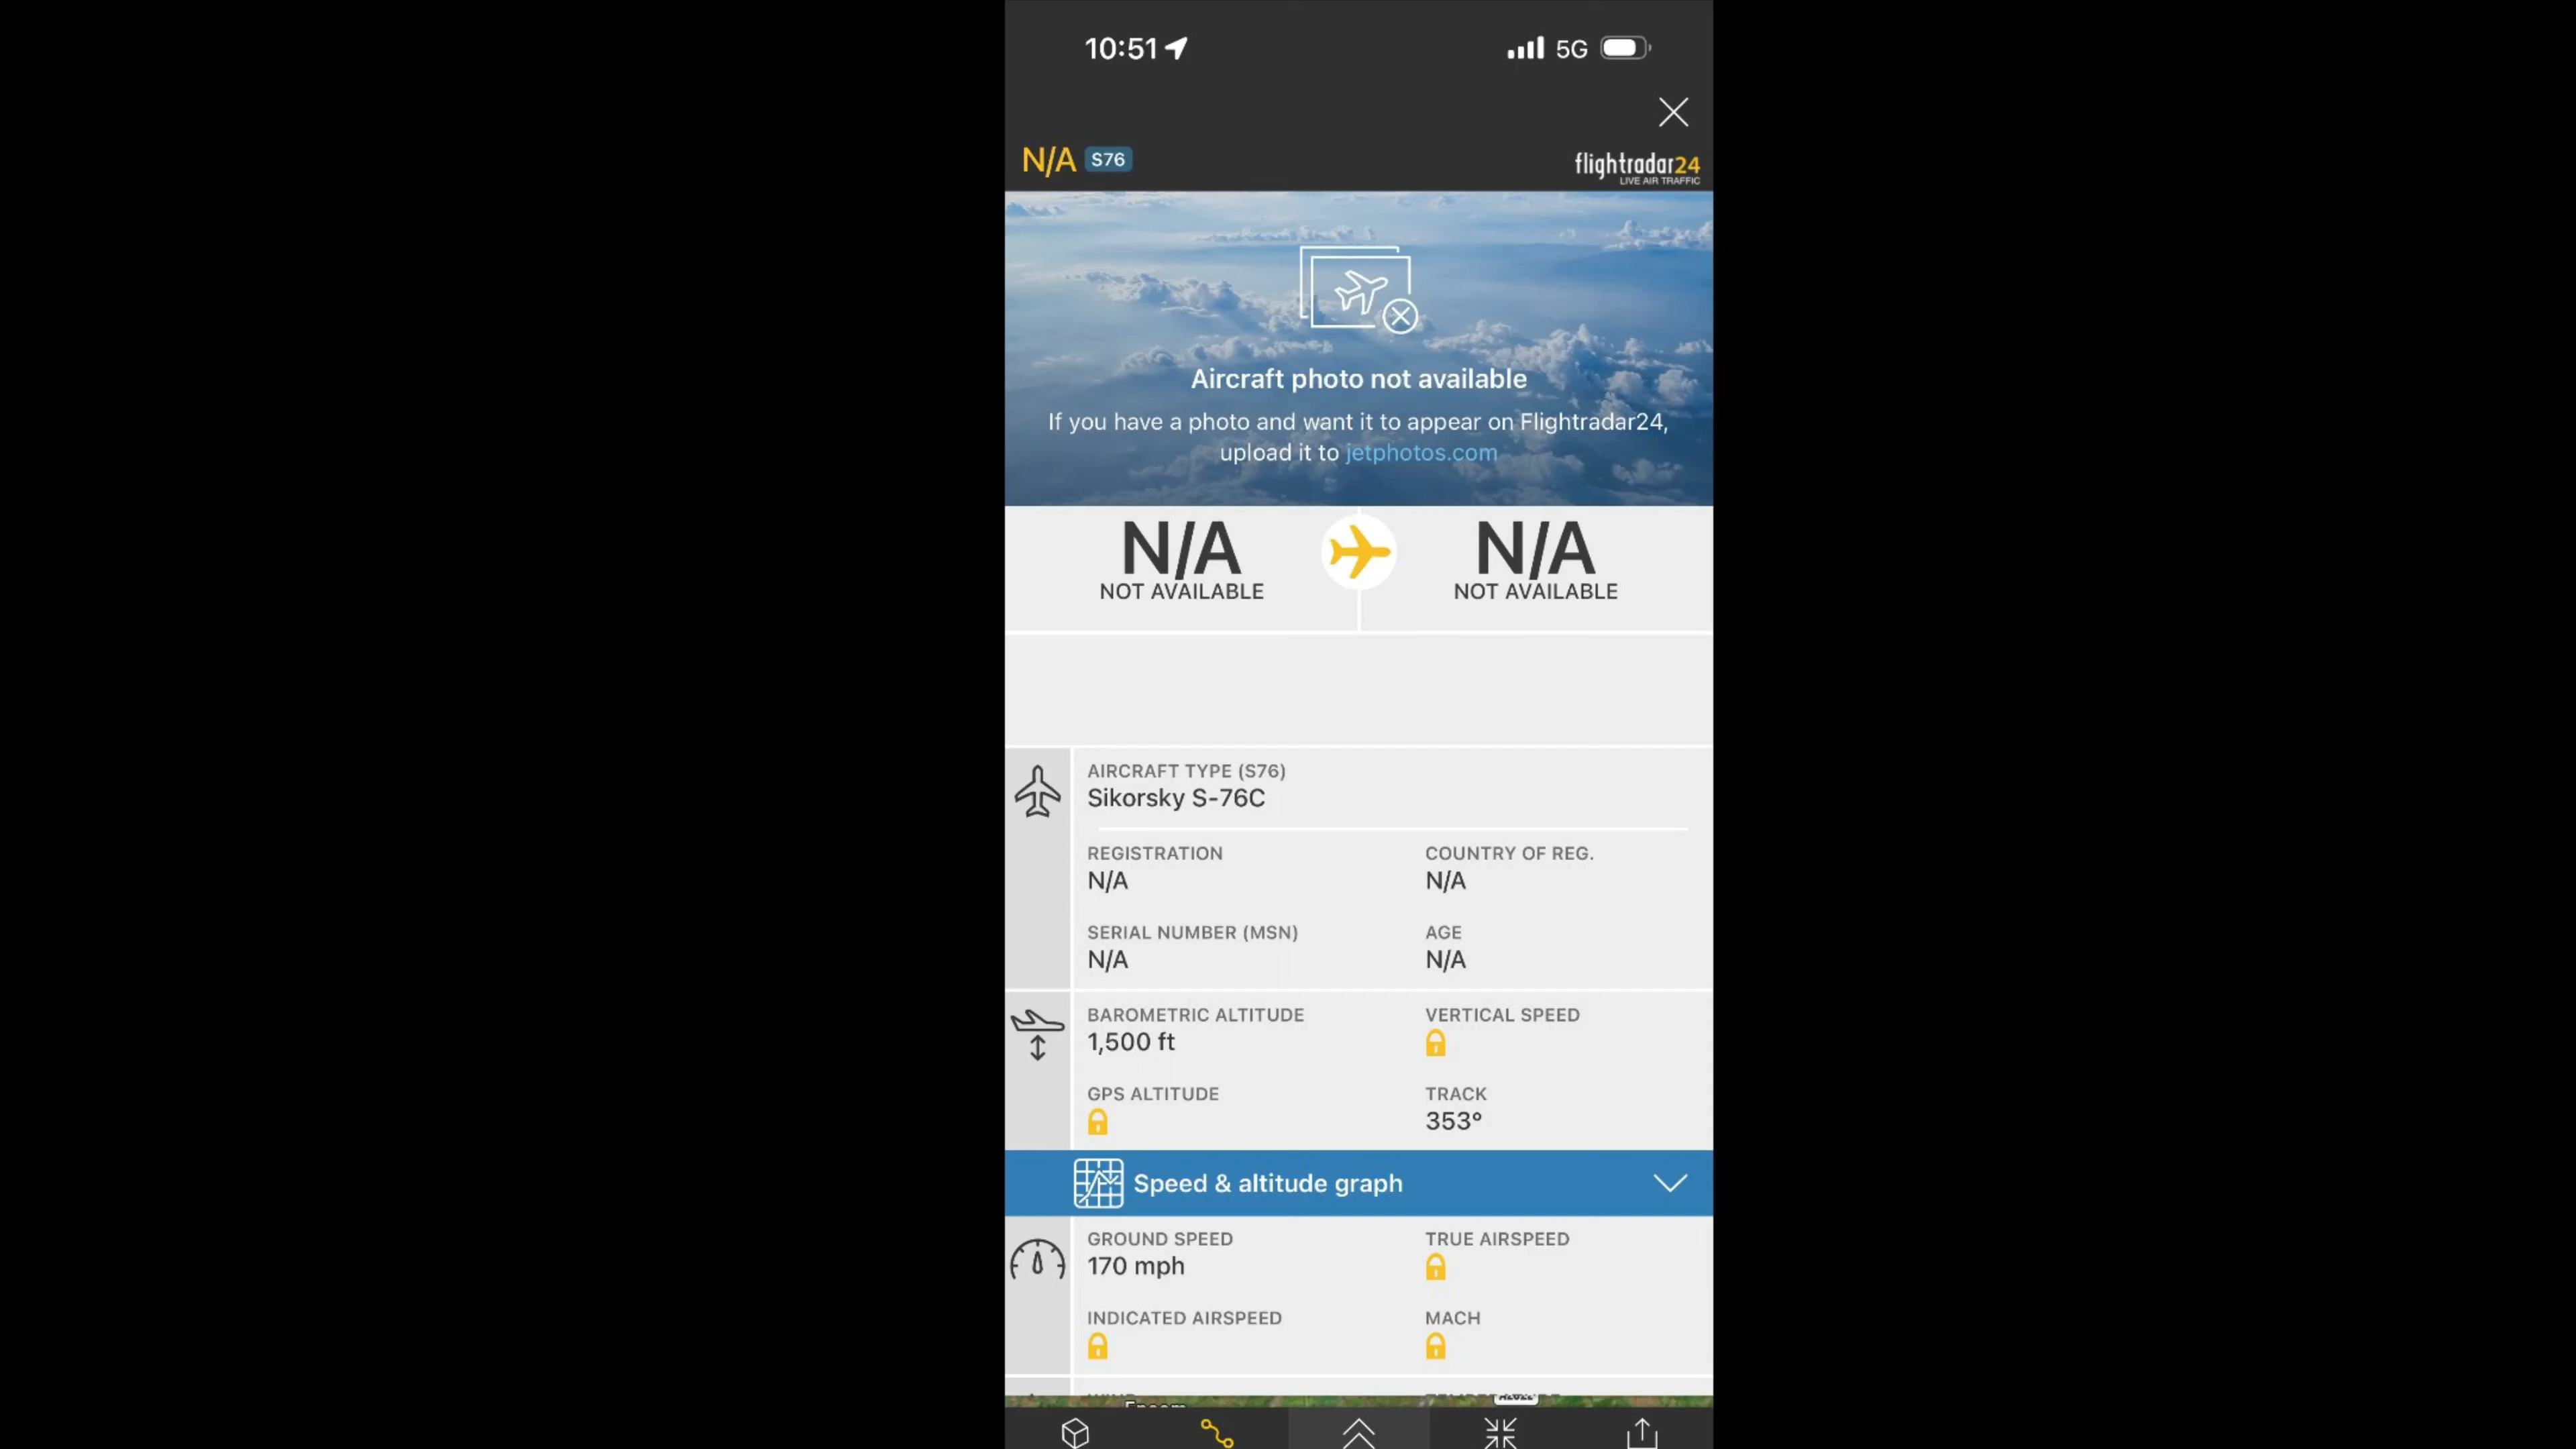 10:51
5G
N/A S76
flightradar24
LIVE AIR TRAFFIC
Aircraft photo not available
If you have a photo and want it to appear on Flightradar24,
upload it to jetphotos.com
N/A N/A
NOT AVAILABLE NOT AVAILABLE
AIRCRAFT TYPE (S76)
Sikorsky S-76C
REGISTRATION COUNTRY OF REG.
N/A N/A
SERIAL NUMBER (MSN) AGE
N/A N/A
BAROMETRIC ALTITUDE VERTICAL SPEED
1,500 ft
GPS ALTITUDE TRACK
353°
Speed & altitude graph
GROUND SPEED TRUE AIRSPEED
170 mph
INDICATED AIRSPEED MACH